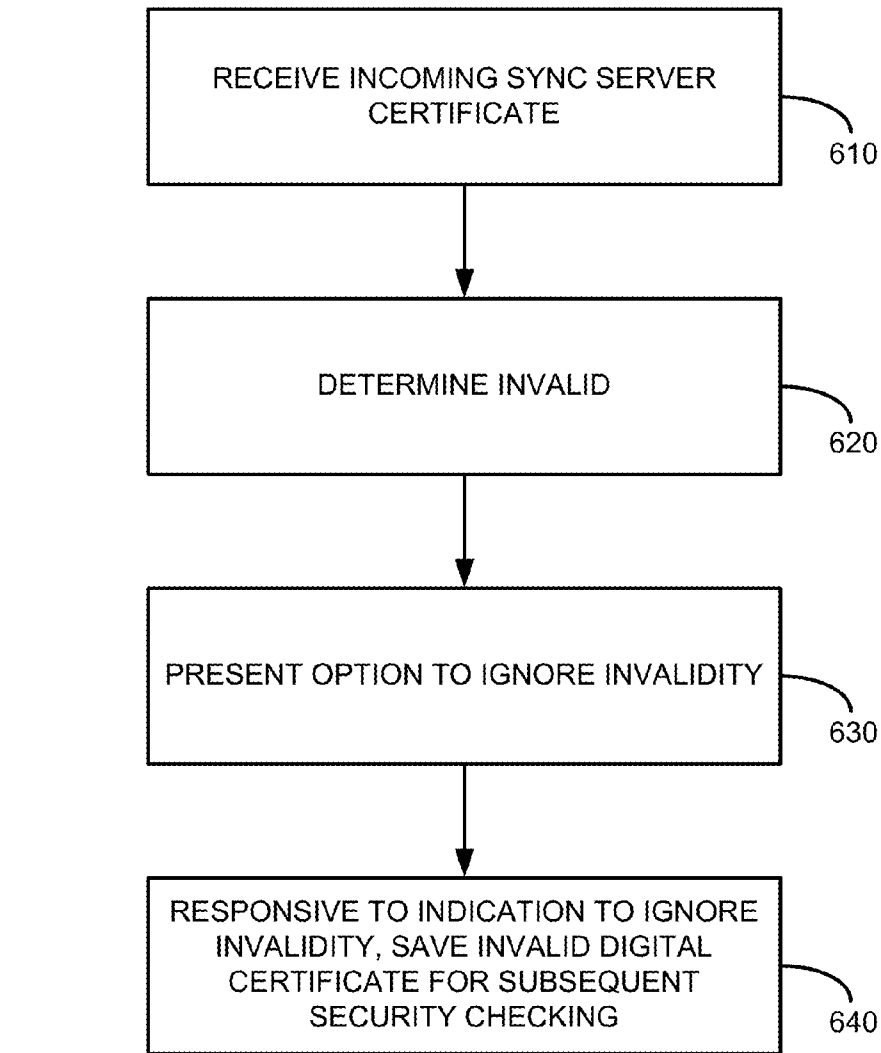 RECEIVE INCOMING SYNC SERVER
CERTIFICATE
610
DETERMINE INVALID
620
PRESENT OPTION TO IGNORE INVALIDITY
630
RESPONSIVE TO INDICATION TO IGNORE
INVALIDITY, SAVE INVALID DIGITAL
CERTIFICATE FOR SUBSEQUENT
SECURITY CHECKING
640